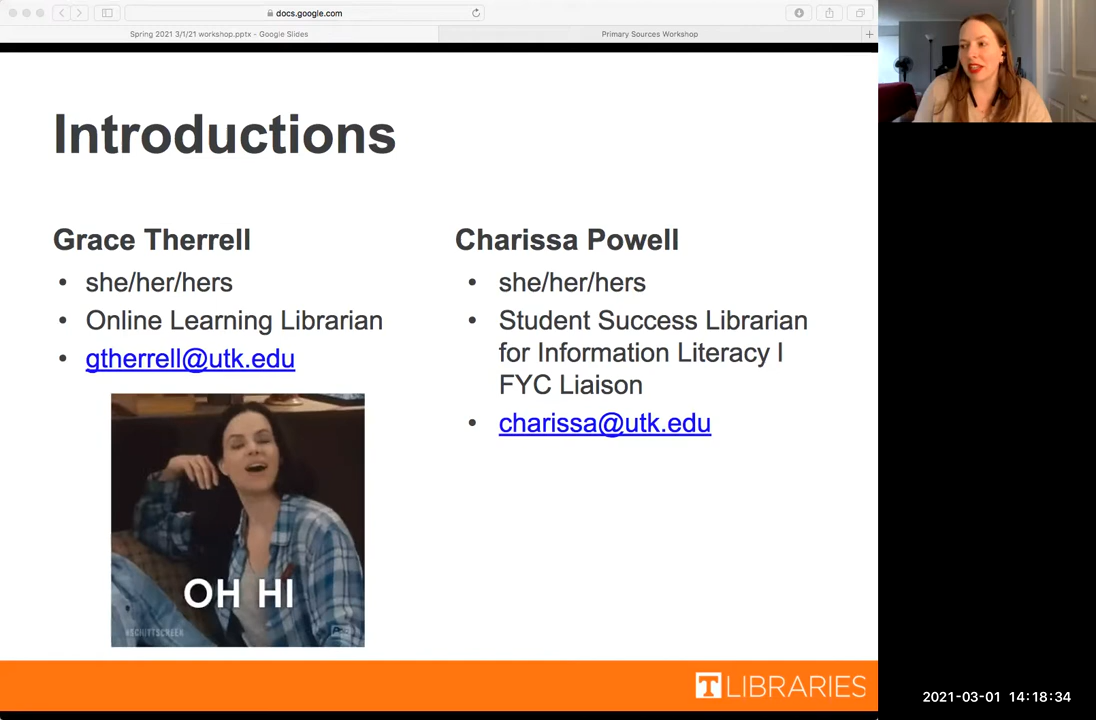 docs.google.com
Spring 2021 3/1/21 workshop.pptx - Google Slides
Primary Sources Workshop
Introductions
Grace Therrell
• she/her/hers
• Online Learning Librarian
• gtherrell@utk.edu
OH HI
#SCHITTSCREEK
Charissa Powell
• she/her/hers
• Student Success Librarian
for Information Literacy |
FYC Liaison
• charissa@utk.edu
T LIBRARIES
2021-03-01 14:18:34